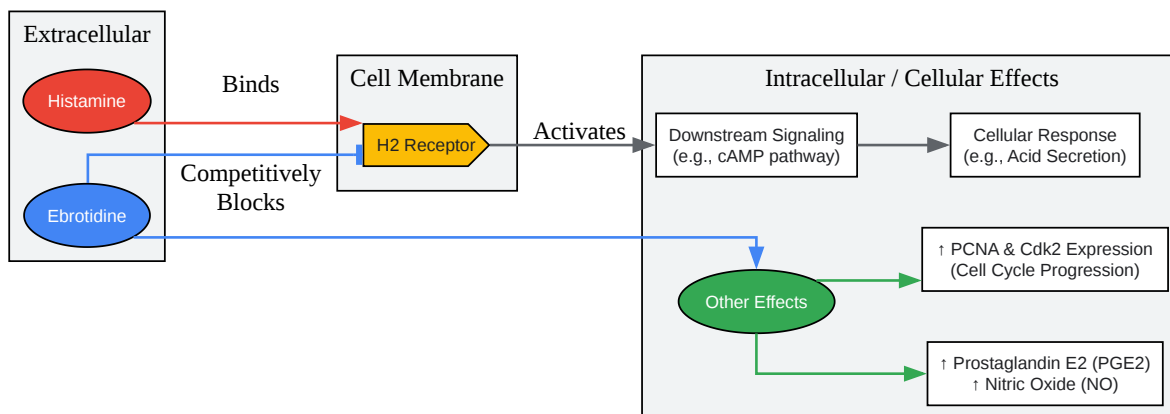 Extracellular
Histamine
Ebrotidine
Binds
Competitively
Blocks
Cell Membrane
H2 Receptor
Activates
Intracellular / Cellular Effects
Downstream Signaling
(e.g., cAMP pathway)
Cellular Response
(e.g., Acid Secretion)
Other Effects
↑ PCNA & Cdk2 Expression
(Cell Cycle Progression)
↑ Prostaglandin E2 (PGE2)
↑ Nitric Oxide (NO)